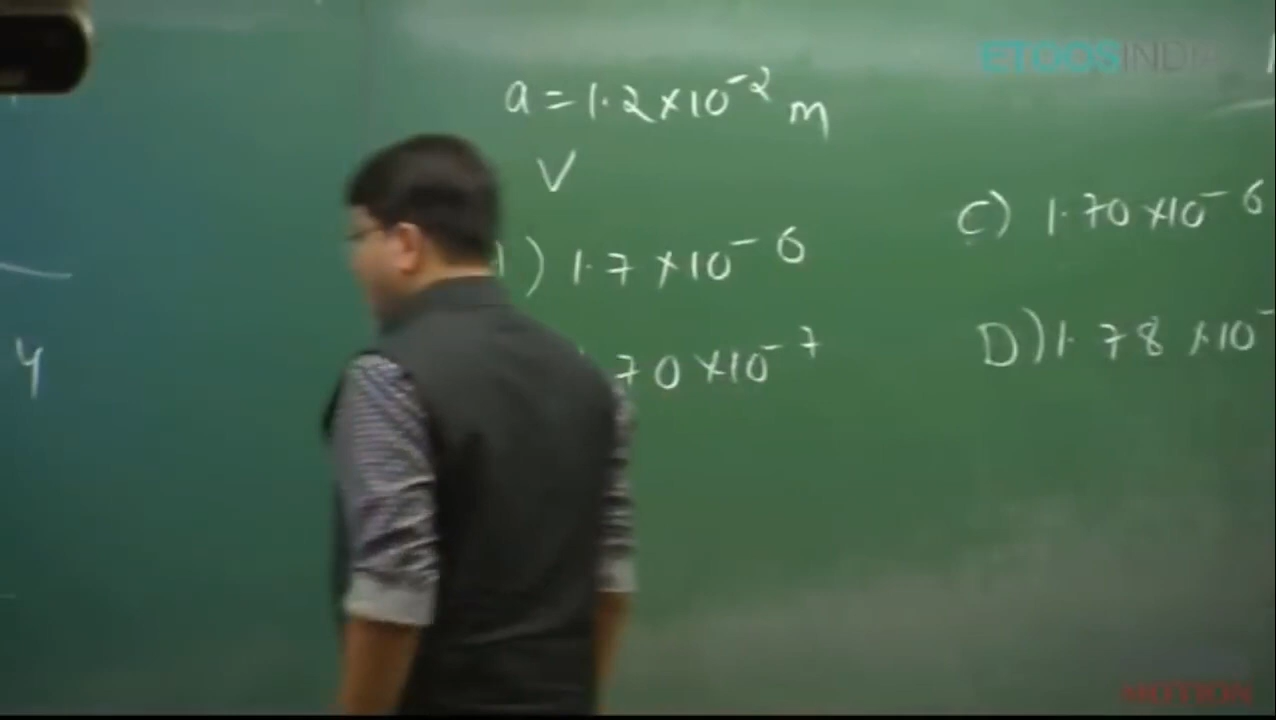 ETOOSINDIA
a = 1.2 × 10⁻² m
V
) 1.7 × 10⁻⁶
C) 1.70 × 10⁻⁶
70 × 10⁻⁷
D) 1.78 × 10⁻
y
MOTION